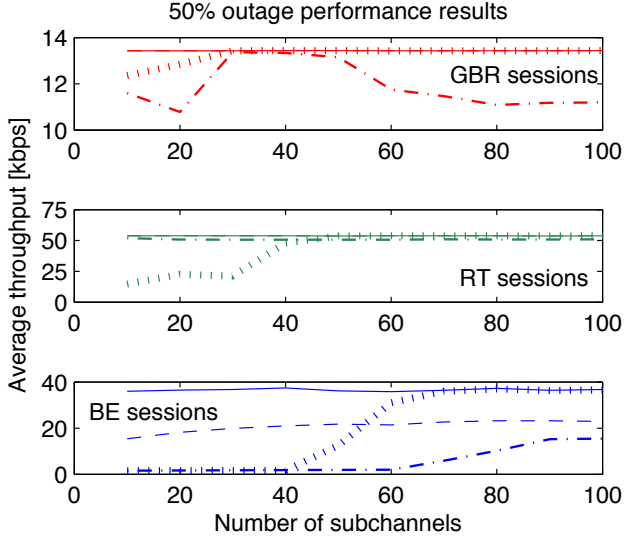 50% outage performance results
14
12
10
GBR sessions
0 20 40 60 80 100
Average throughput [kbps]
75
50
25
0
RT sessions
0 20 40 60 80 100
40
20
0
BE sessions
0 20 40 60 80 100
Number of subchannels